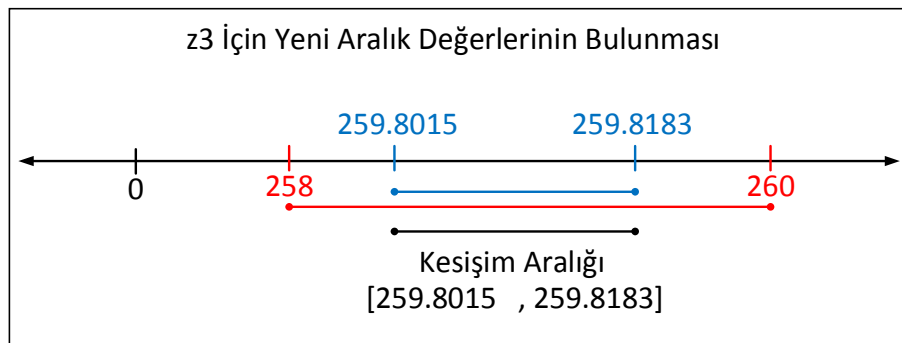 z3 İçin Yeni Aralık Değerlerinin Bulunması
259.8015 259.8183
0 258 260
Kesişim Aralığı
[259.8015 , 259.8183]